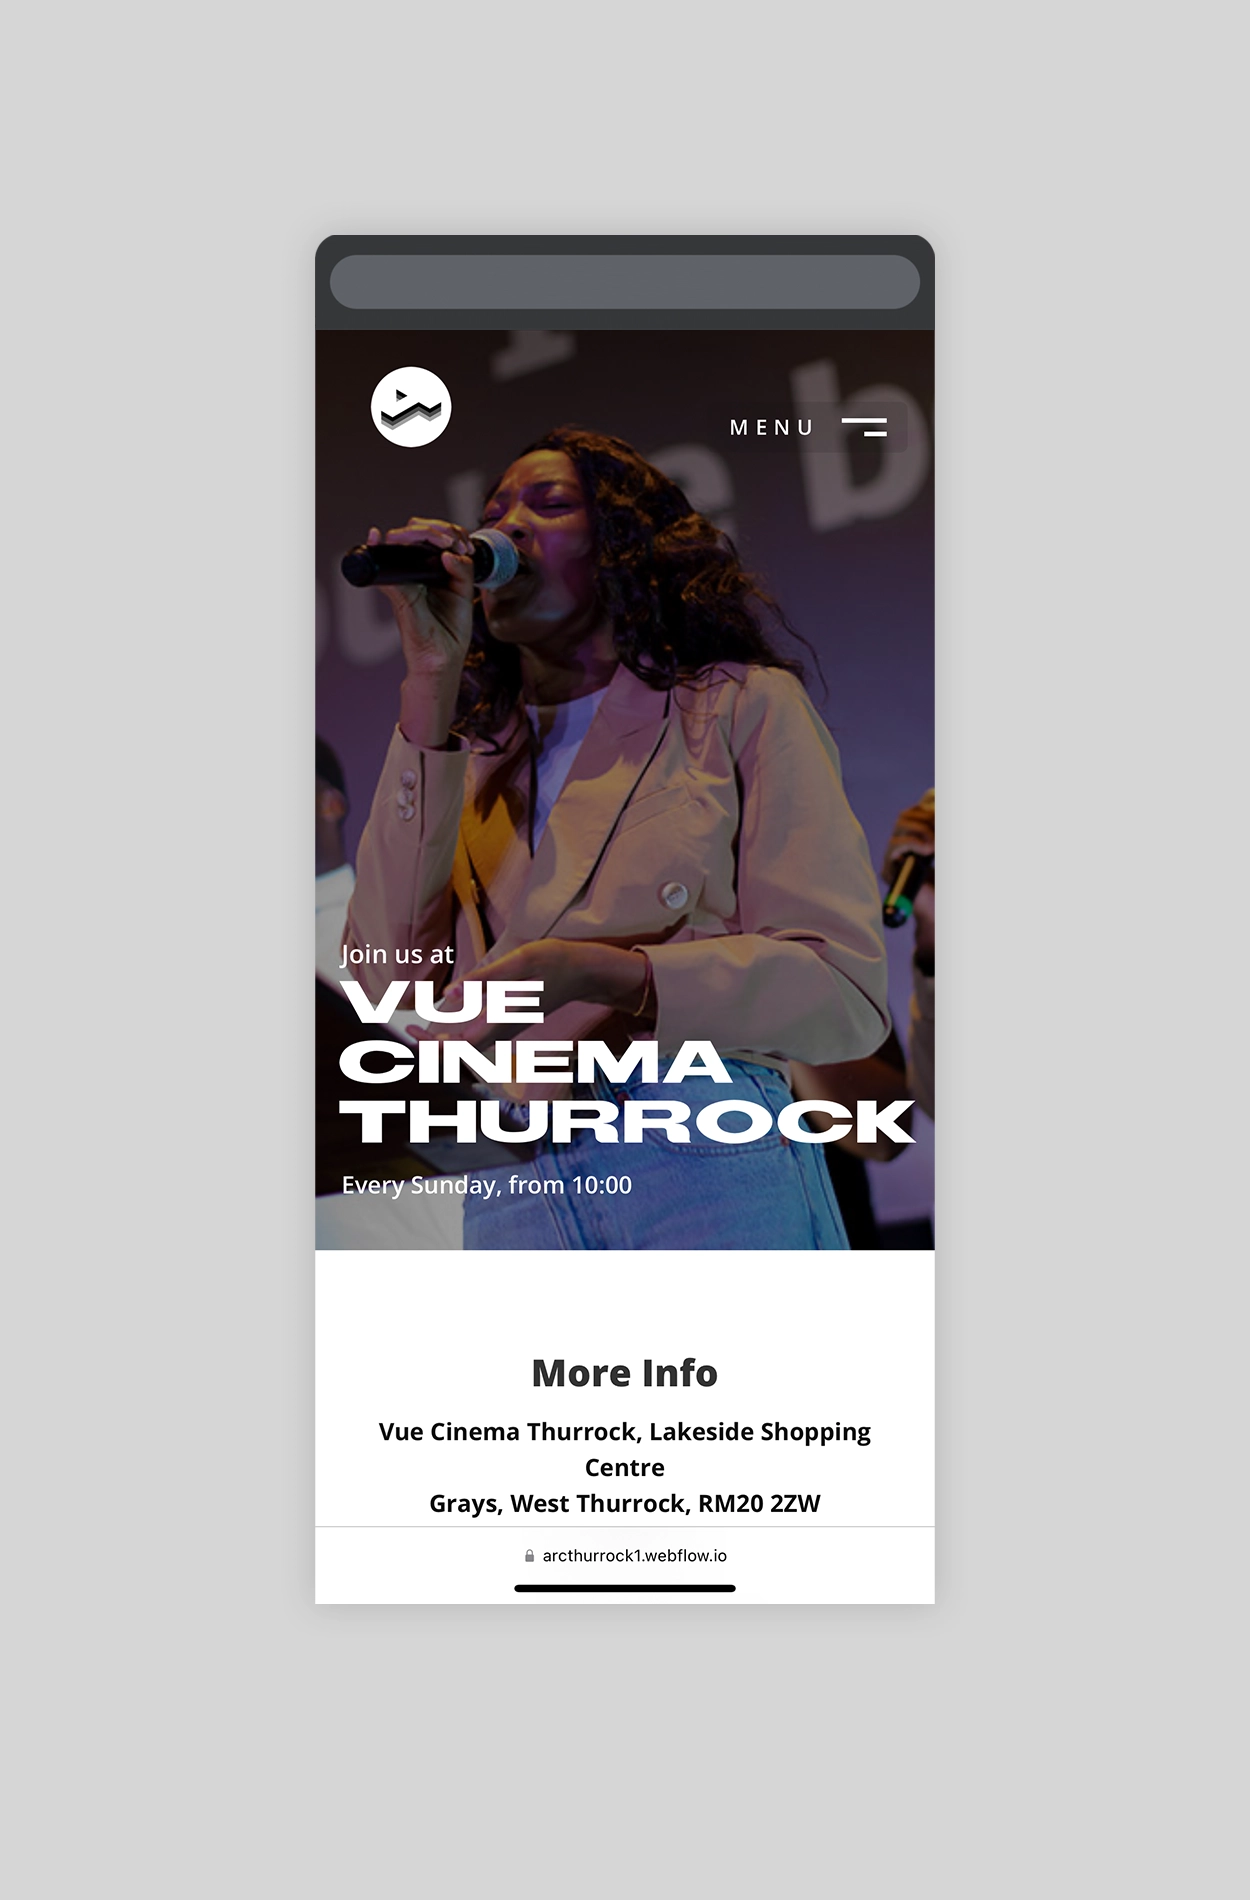 MENU
Join us at
VUE
CINEMA
THURROCK
Every Sunday, from 10:00
More Info
Vue Cinema Thurrock, Lakeside Shopping
Centre
Grays, West Thurrock, RM20 2ZW
arcthurrock1.webflow.io